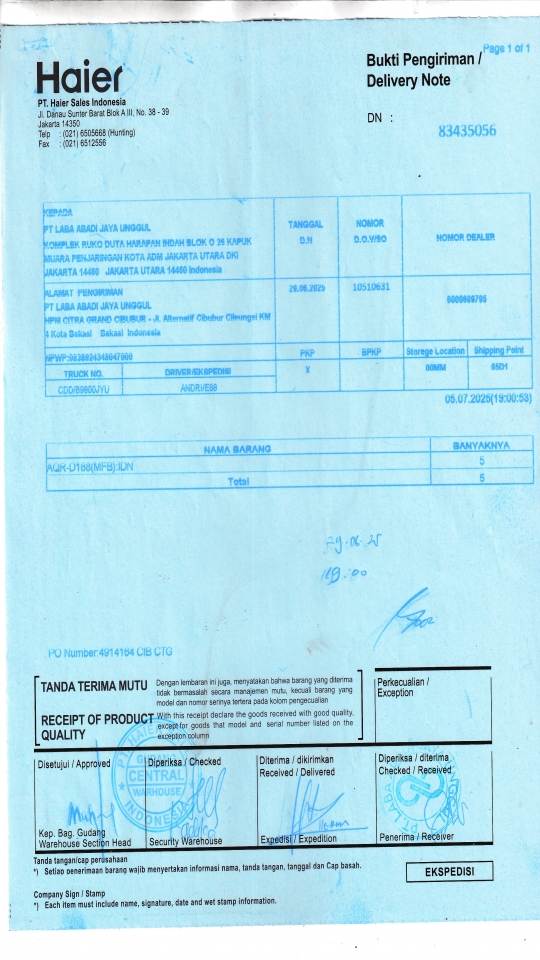 Page 1 of 1
Haier
Bukti Pengiriman /
Delivery Note
PT. Haier Sales Indonesia
Jl. Danau Sunter Barat Blok A III, No. 38 - 39
Jakarta 14350
Telp : (021) 6505668 (Hunting)
Fax : (021) 6512556
DN :
83435056
KEPADA
PT LABA ABADI JAYA UNGGUL
KOMPLEK RUKO DUTA HARAPAN INDAH BLOK O 26 KAPUK
MUARA PENJARINGAN KOTA ADM JAKARTA UTARA DKI
JAKARTA 14460 JAKARTA UTARA 14460 Indonesia
TANGGAL
D.N
NOMOR
D.O.Y/SO
NOMOR DEALER
ALAMAT PENGIRIMAN
PT LABA ABADI JAYA UNGGUL
HPM CITRA GRAND CIBUBUR - Jl. Alternatif Cibubur Cileungsi KM
4 Kota Bekasi Bekasi Indonesia
29.06.2025
10510631
NPWP:
PKP
BPKP
Storege Location
Shipping Point
TRUCK NO.
DRIVER/EKSPEDISI
X
00MM
95D1
CDD/B9600JYU
ANDRI/E88
05.07.2025(19:00:53)
NAMA BARANG
BANYAKNYA
AQR-D188(MFB):IDN
5
Total
5
29.06.25
19:00
PO Number:4914164 CIB CTG
TANDA TERIMA MUTU
Dengan lembaran ini juga, menyatakan bahwa barang yang diterima
tidak bermasalah secara manajemen mutu, kecuali barang yang
model dan nomor serinya tertera pada kolom pengecualian
RECEIPT OF PRODUCT
QUALITY
With this receipt declare the goods received with good quality,
except for goods that model and serial number listed on the
exception column
Perkecualian /
Exception
Disetujui / Approved
Diperiksa / Checked
Diterima / dikirimkan
Received / Delivered
Diperiksa / diterima
Checked / Received
CENTRAL
WARHOUSE
INDONESIA
PT LABA
Kep. Bag. Gudang
Warehouse Section Head
Security Warehouse
Expedisi / Expedition
Penerima / Receiver
Tanda tangan/cap perusahaan
*) Setiap penerimaan barang wajib menyertakan informasi nama, tanda tangan, tanggal dan Cap basah.
EKSPEDISI
Company Sign / Stamp
*) Each item must include name, signature, date and wet stamp information.